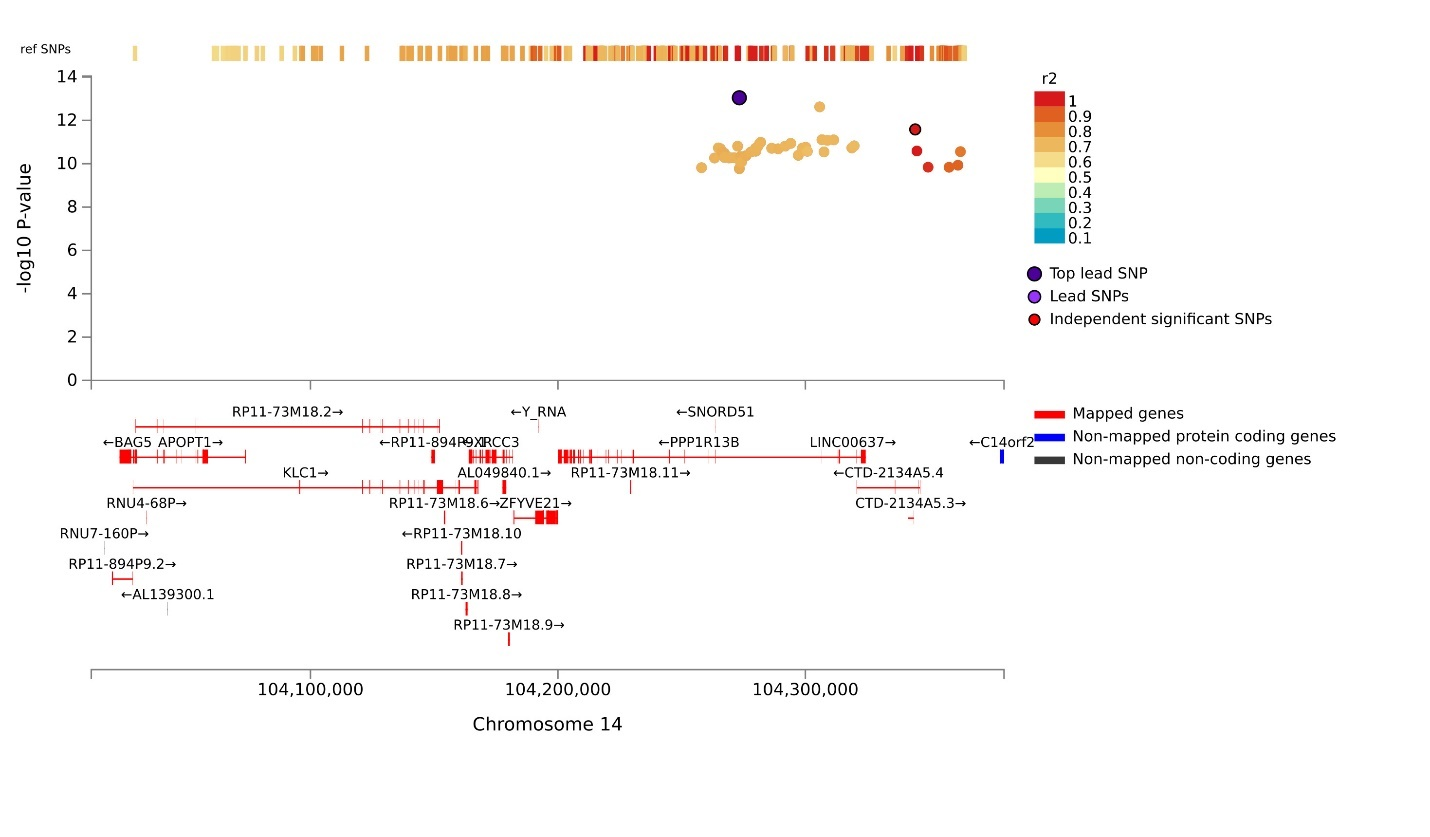 ref SNPs
14
12
10
8
6
4
2
0
-log10 P-value
r2
1
0.9
0.8
0.7
0.6
0.5
0.4
0.3
0.2
0.1
Top lead SNP
Lead SNPs
Independent significant SNPs
RP11-73M18.2→ ←Y_RNA ←SNORD51
Mapped genes
Non-mapped protein coding genes
Non-mapped non-coding genes
←BAG5 APOPT1→ ←RP11-894P9.1 ←XRCC3 ←PPP1R13B LINC00637→ ←C14orf2
KLC1→ AL049840.1→ RP11-73M18.11→ ←CTD-2134A5.4
RNU4-68P→ RP11-73M18.6→ ZFYVE21→ CTD-2134A5.3→
RNU7-160P→ ←RP11-73M18.10
RP11-894P9.2→ RP11-73M18.7→
←AL139300.1 RP11-73M18.8→
RP11-73M18.9→
104,100,000 104,200,000 104,300,000
Chromosome 14